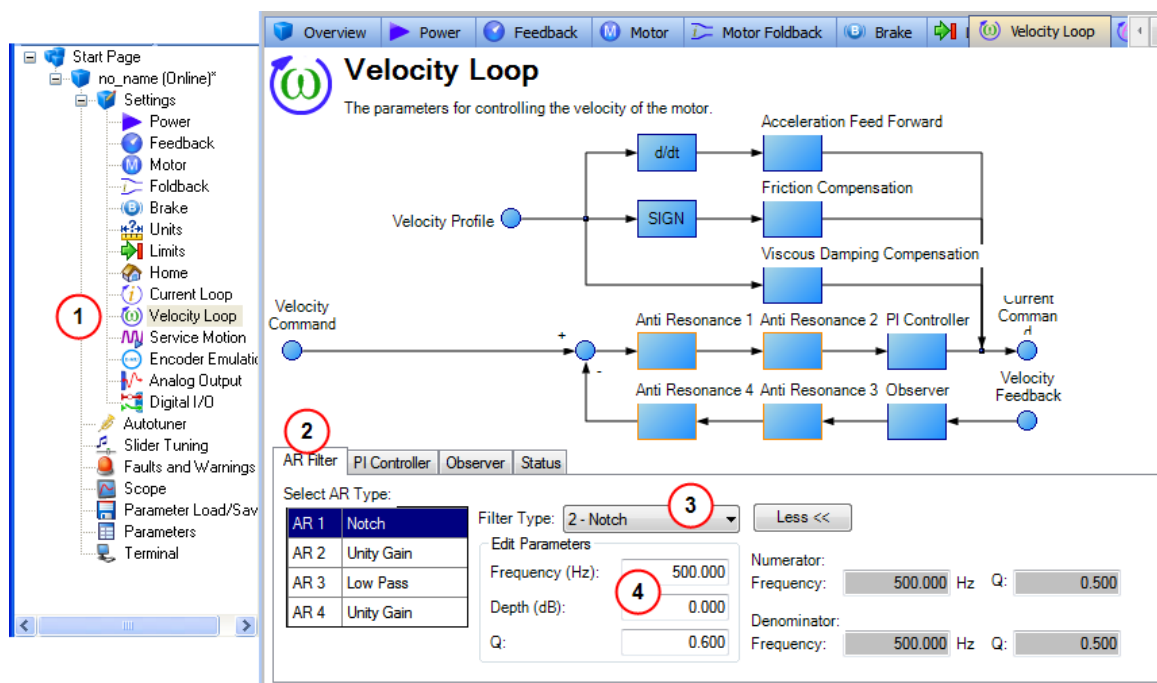 Start Page
no_name (Online)*
Settings
Power
Feedback
Motor
Foldback
Brake
Units
Limits
Home
Current Loop
1
Velocity Loop
Service Motion
Encoder Emulatio
Analog Output
Digital I/O
Autotuner
Slider Tuning
Faults and Warnings
Scope
Parameter Load/Sav
Parameters
Terminal
Overview
Power
Feedback
Motor
Motor Foldback
Brake
Velocity Loop
Velocity Loop
The parameters for controlling the velocity of the motor.
Acceleration Feed Forward
d/dt
Friction Compensation
Velocity Profile
SIGN
Viscous Damping Compensation
Velocity
Command
Current
Comman
d
Anti Resonance 1
Anti Resonance 2
PI Controller
+
-
Velocity
Feedback
Anti Resonance 4
Anti Resonance 3
Observer
2
AR Filter
PI Controller
Observer
Status
Select AR Type:
AR 1 Notch
AR 2 Unity Gain
AR 3 Low Pass
AR 4 Unity Gain
Filter Type: 2 - Notch
3
Less <<
Edit Parameters
Frequency (Hz): 500.000
4
Depth (dB): 0.000
Q: 0.600
Numerator:
Frequency: 500.000 Hz Q: 0.500
Denominator:
Frequency: 500.000 Hz Q: 0.500